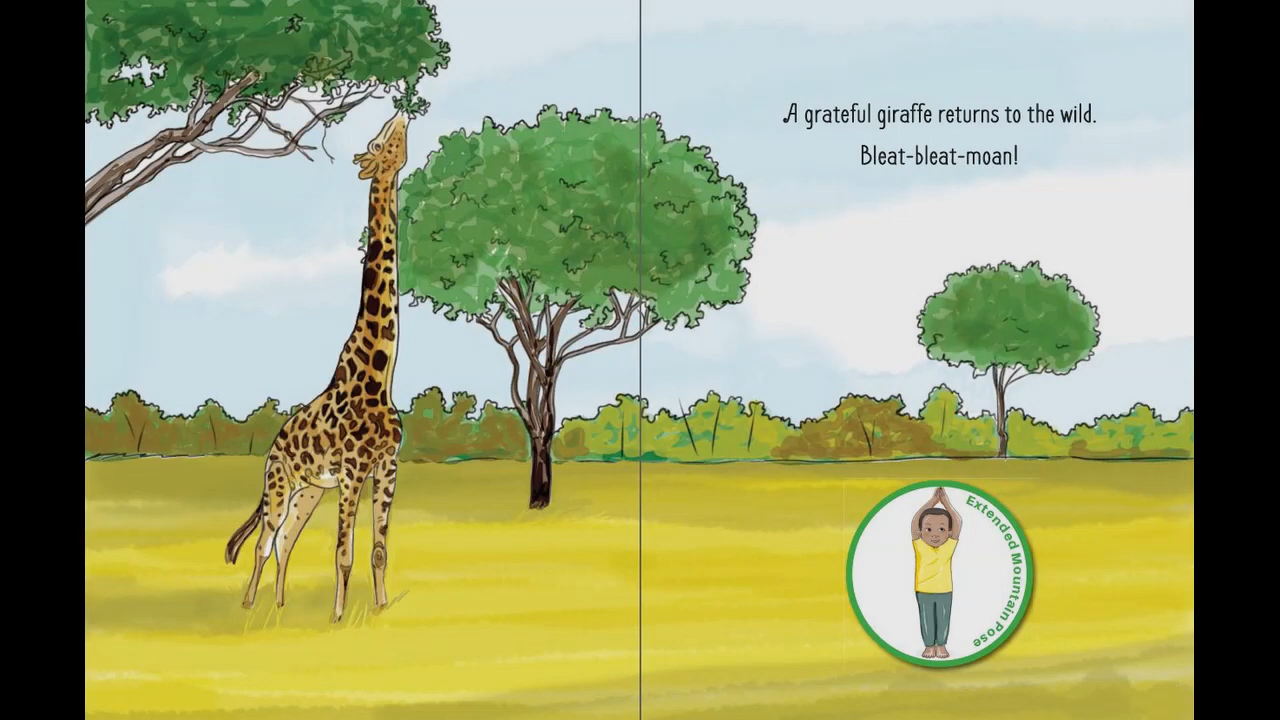 A grateful giraffe returns to the wild.
Bleat-bleat-moan!
Extended Mountain Pose